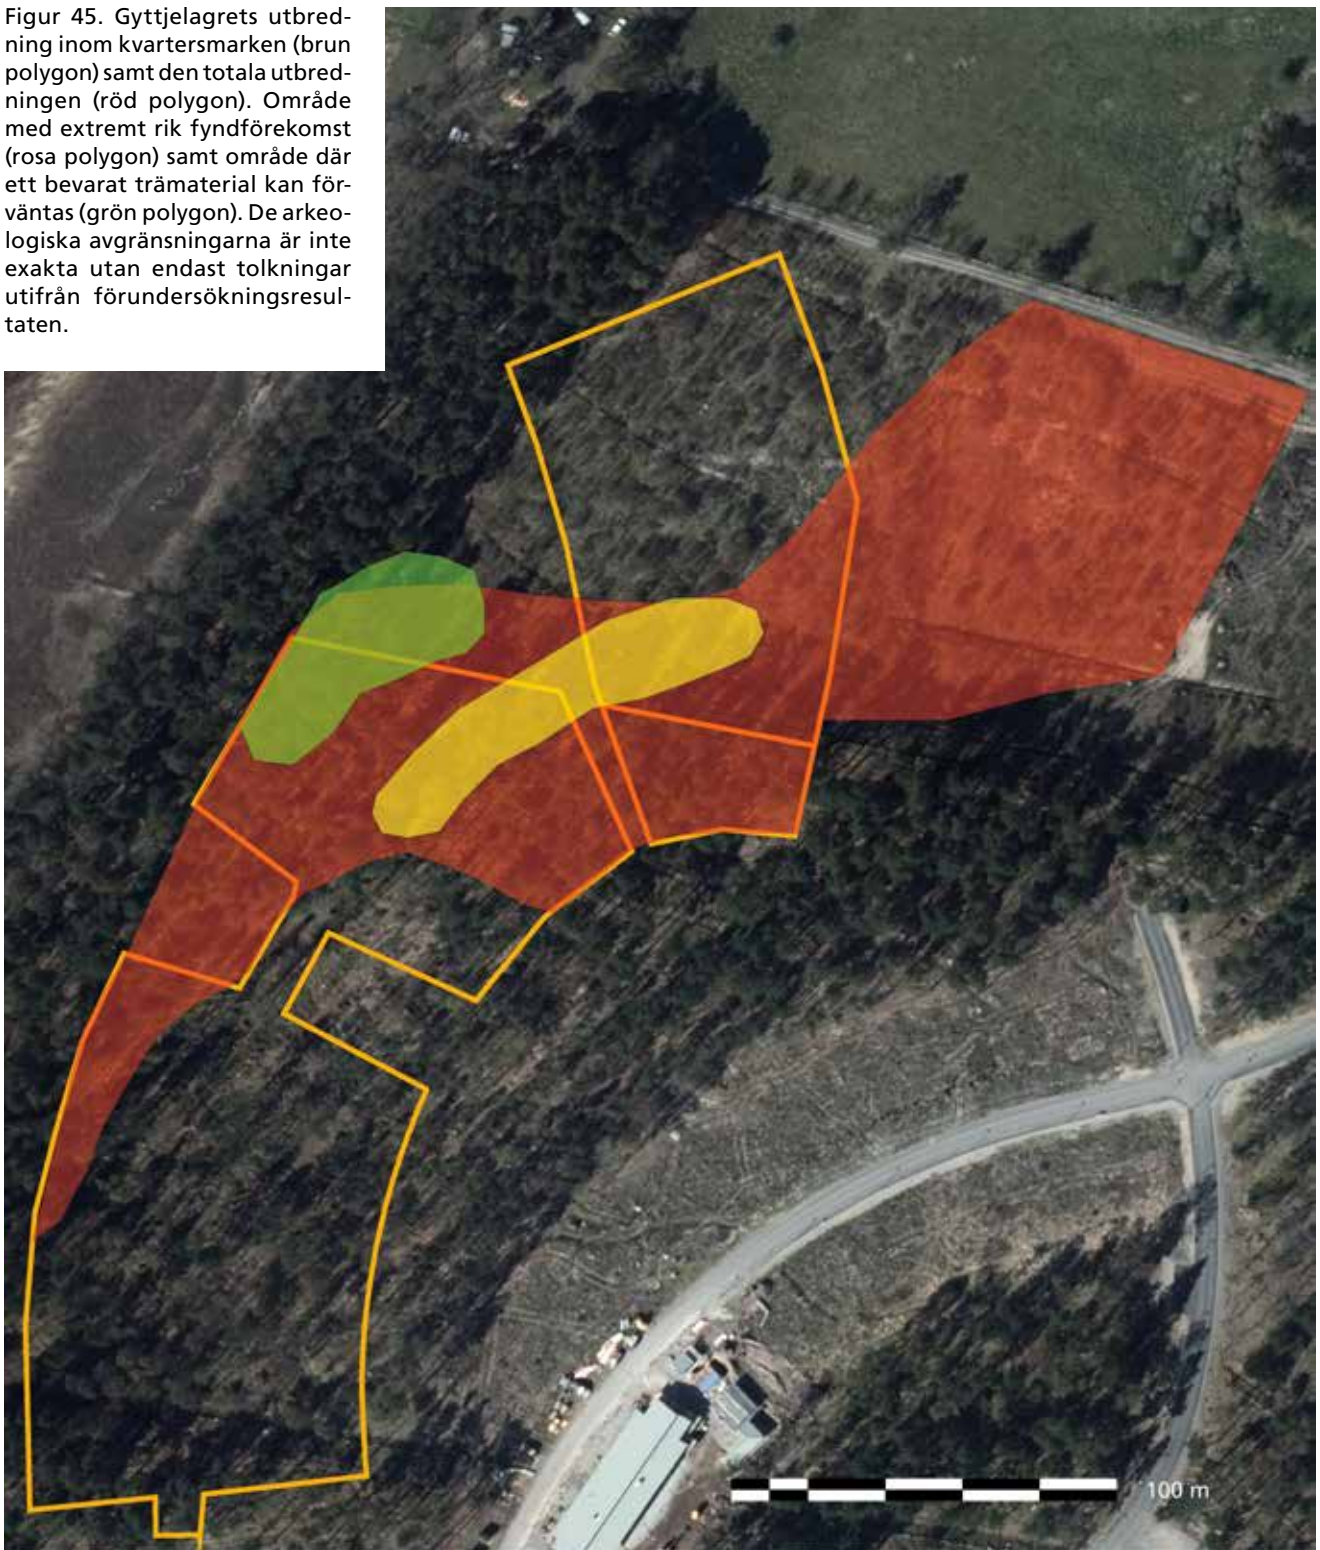 Figur 45. Gyttjelagrets utbred-
ning inom kvartersmarken (brun
polygon) samt den totala utbred-
ningen (röd polygon). Område
med extremt rik fyndförekomst
(rosa polygon) samt område där
ett bevarat trämaterial kan för-
väntas (grön polygon). De arkeo-
logiska avgränsningarna är inte
exakta utan endast tolkningar
utifrån förundersökningsresul-
taten.
100 m